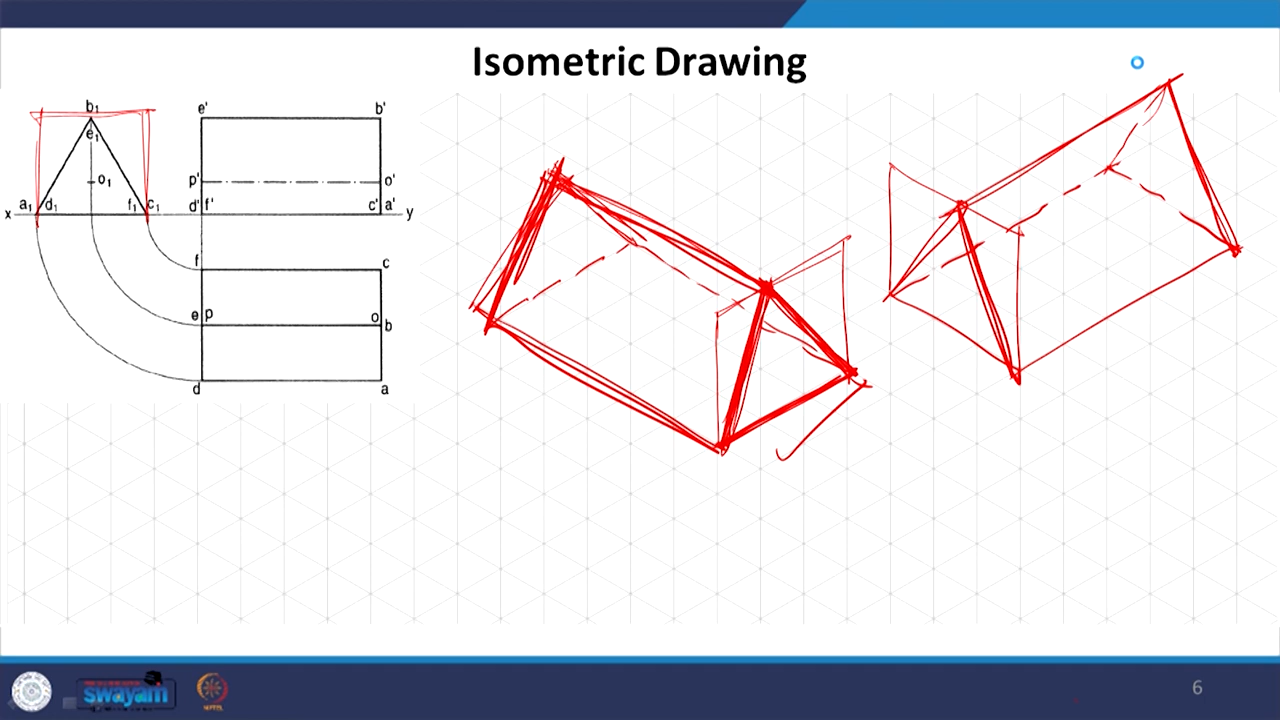 Isometric Drawing
b₁
e₁
o₁
a₁ d₁ f₁ c₁
x
e' b'
p' o'
d' f' c' a'
y
f c
e p o b
d a
swayam
6